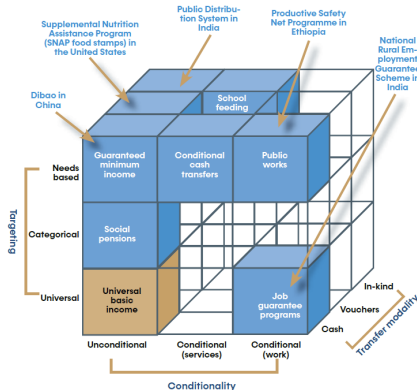 Supplemental Nutrition
Assistance Program
(SNAP food stamps) in
the United States
Public Distribu-
tion System in
India
Productive Safety
Net Programme in
Ethiopia
National
Rural Em-
ployment
Guarantee
Scheme in
India
Dibao in
China
School
feeding
Needs
based
Guaranteed
minimum
income
Conditional
cash
transfers
Public
works
Targeting
Categorical
Social
pensions
Universal
Universal
basic
income
Job
guarantee
programs
In-kind
Vouchers
Cash
Transfer modality
Unconditional
Conditional
(services)
Conditional
(work)
Conditionality